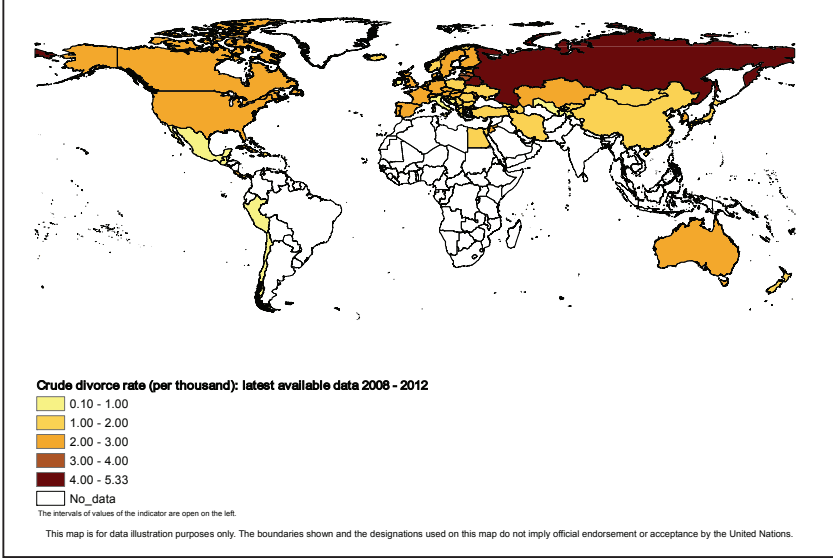 Crude divorce rate (per thousand): latest available data 2008 - 2012
0.10 - 1.00
1.00 - 2.00
2.00 - 3.00
3.00 - 4.00
4.00 - 5.33
No_data
The intervals of values of the indicator are open on the left.
This map is for data illustration purposes only. The boundaries shown and the designations used on this map do not imply official endorsement or acceptance by the United Nations.